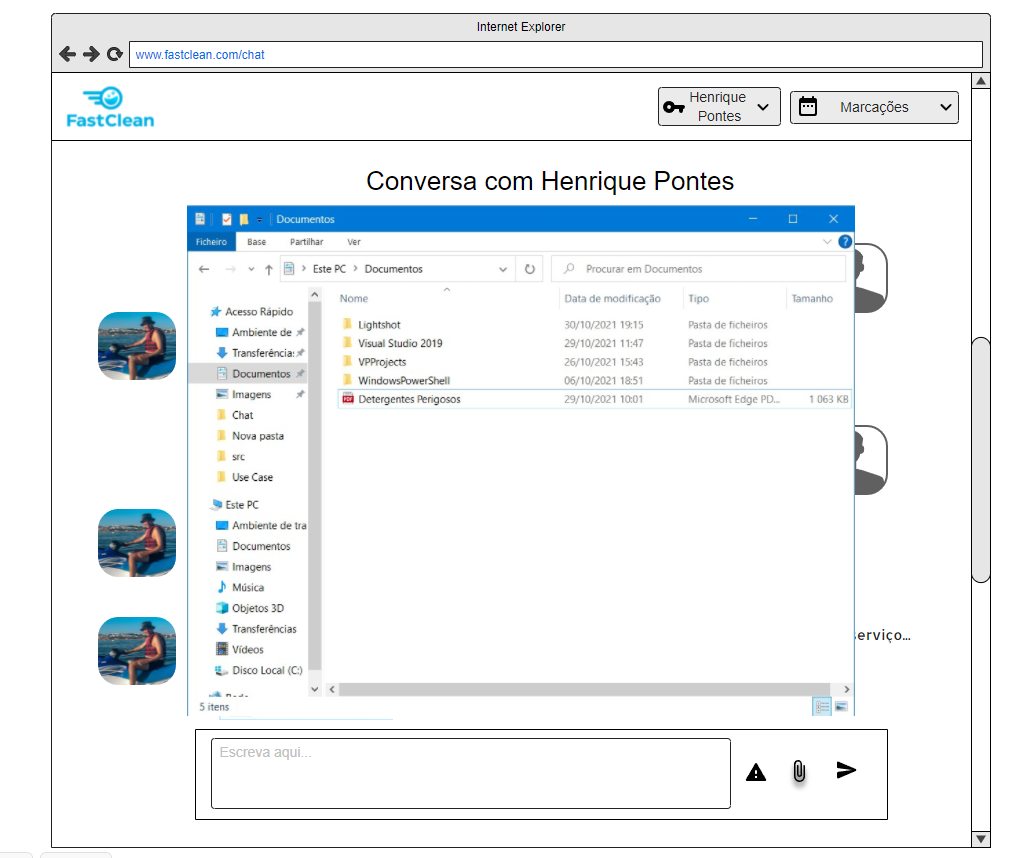 Internet Explorer
www.fastclean.com/chat
FastClean
Henrique
Pontes
Marcações
Conversa com Henrique Pontes
Documentos
Ficheiro Base Partilhar Ver
Este PC > Documentos
Procurar em Documentos
Nome Data de modificação Tipo Tamanho
Lightshot 30/10/2021 19:15 Pasta de ficheiros
Visual Studio 2019 29/10/2021 11:47 Pasta de ficheiros
VPProjects 26/10/2021 15:43 Pasta de ficheiros
WindowsPowerShell 06/10/2021 18:51 Pasta de ficheiros
PDF Detergentes Perigosos 29/10/2021 10:01 Microsoft Edge PD... 1 063 KB
Acesso Rápido
Ambiente de
Transferência:
Documentos
Imagens
Chat
Nova pasta
src
Use Case
Este PC
Ambiente de tra
Documentos
Imagens
Música
Objetos 3D
Transferências
Vídeos
Disco Local (C:)
5 itens
erviço...
Escreva aqui...